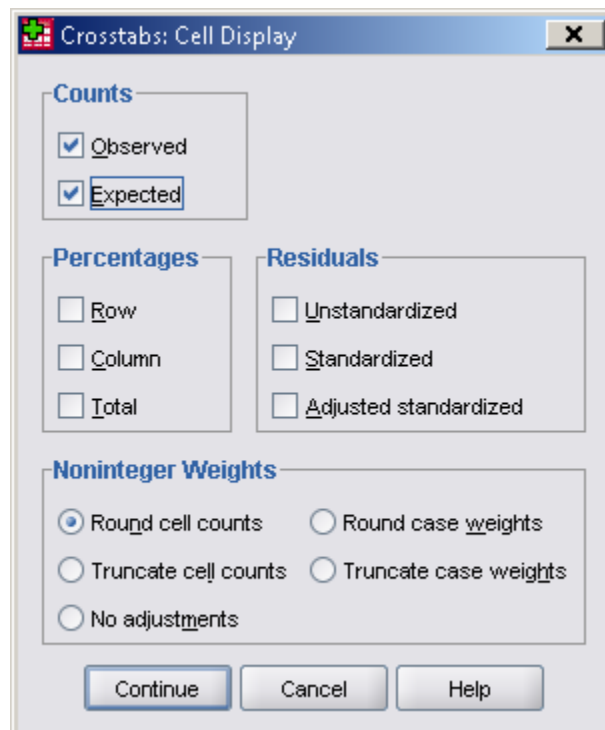 Crosstabs: Cell Display
Counts
Observed
Expected
Percentages
Row
Column
Total
Residuals
Unstandardized
Standardized
Adjusted standardized
Noninteger Weights
Round cell counts
Round case weights
Truncate cell counts
Truncate case weights
No adjustments
Continue
Cancel
Help